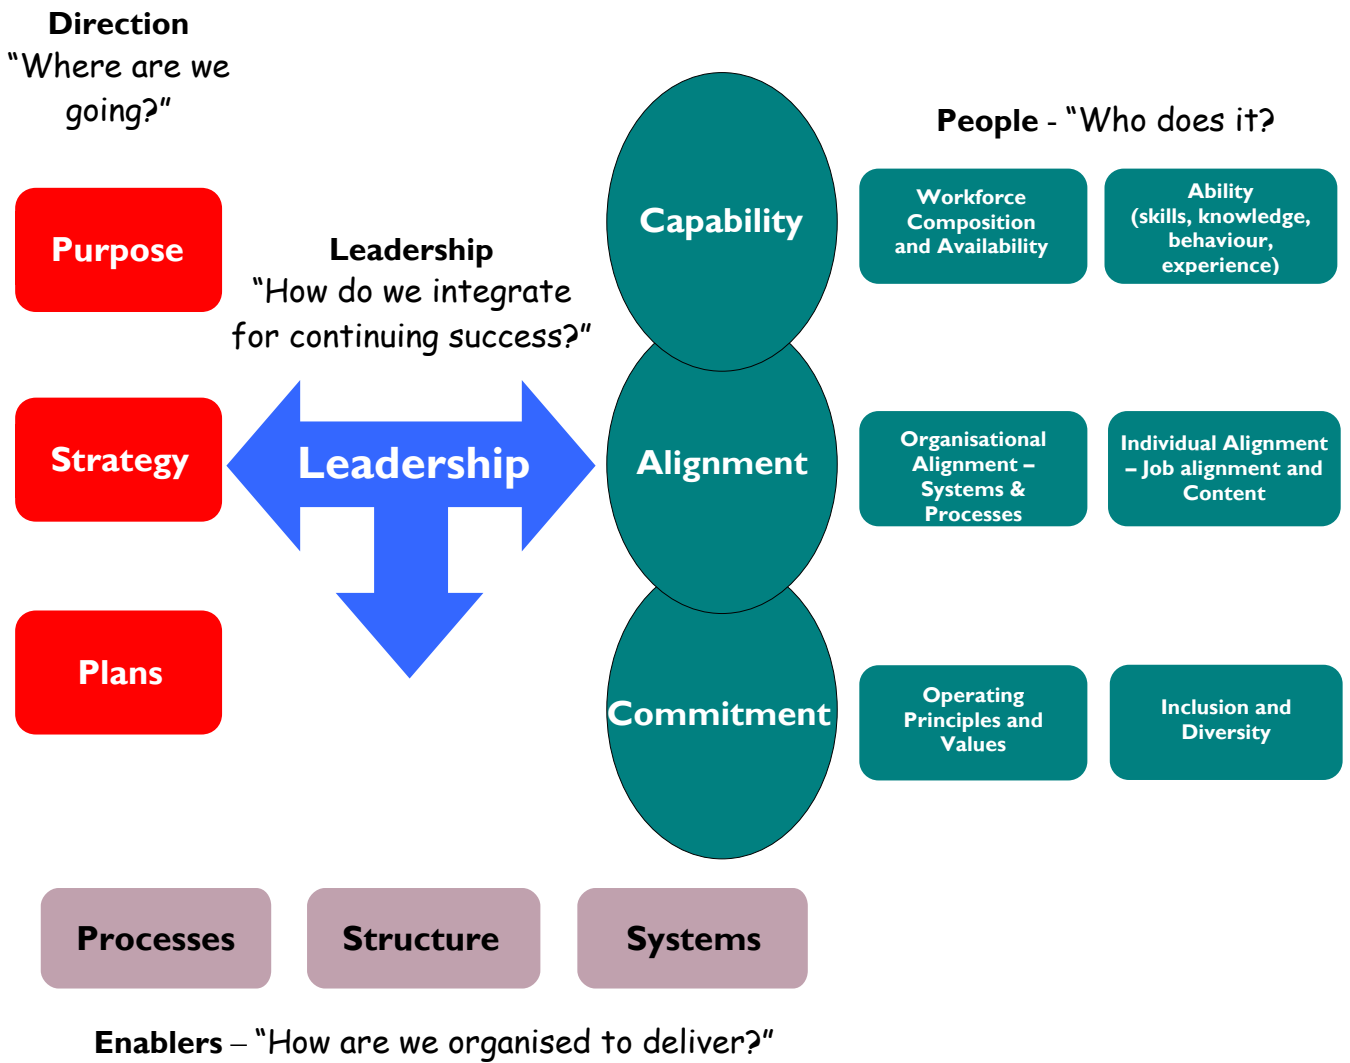 Direction
“Where are we
going?”
Purpose
Strategy
Plans
Leadership
“How do we integrate
for continuing success?”
Leadership
Capability
Alignment
Commitment
People - “Who does it?
Workforce
Composition
and Availability
Ability
(skills, knowledge,
behaviour,
experience)
Organisational
Alignment –
Systems &
Processes
Individual Alignment
– Job alignment and
Content
Operating
Principles and
Values
Inclusion and
Diversity
Processes
Structure
Systems
Enablers – “How are we organised to deliver?”